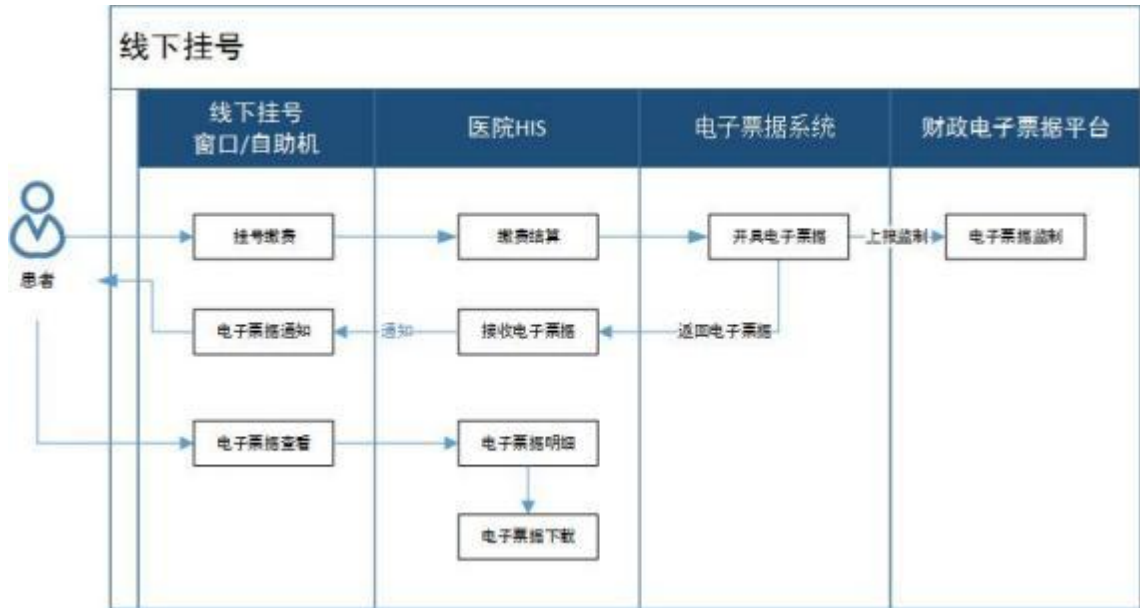 线下挂号
线下挂号
窗口/自助机
医院HIS
电子票据系统
财政电子票据平台
挂号缴费
缴费结算
开具电子票据
上报监制
电子票据监制
患者
电子票据通知
通知
接收电子票据
返回电子票据
电子票据查看
电子票据明细
电子票据下载